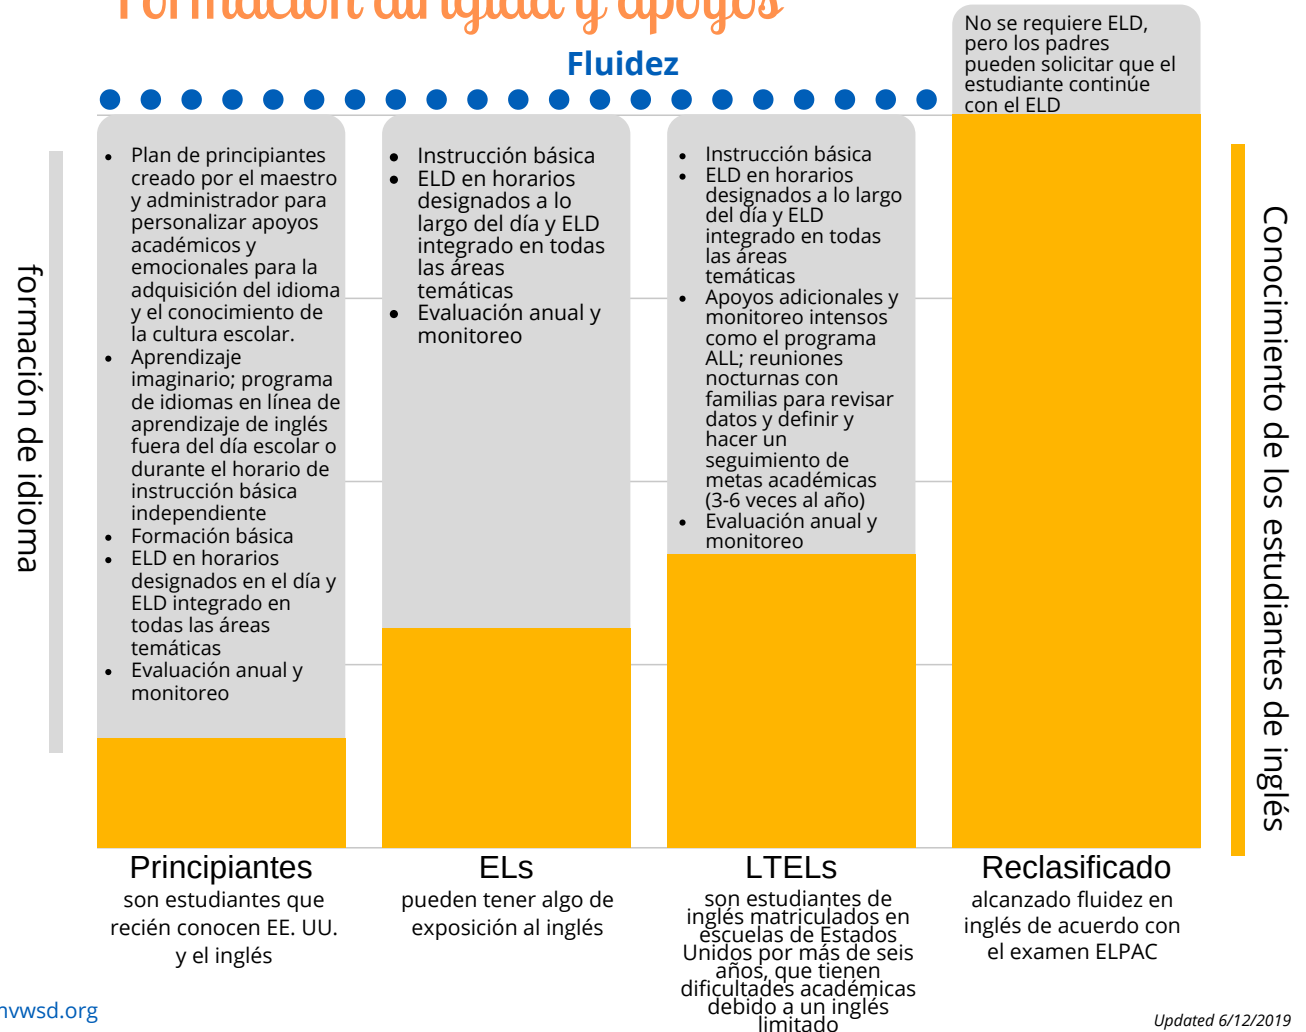 Formación dirigida y apoyos
Fluidez
No se requiere ELD,
pero los padres
pueden solicitar que el
estudiante continúe
con el ELD
formación de idioma
• Plan de principiantes
creado por el maestro
y administrador para
personalizar apoyos
académicos y
emocionales para la
adquisición del idioma
y el conocimiento de
la cultura escolar.
• Aprendizaje
imaginario; programa
de idiomas en línea de
aprendizaje de inglés
fuera del día escolar o
durante el horario de
instrucción básica
independiente
• Formación básica
• ELD en horarios
designados en el día y
ELD integrado en
todas las áreas
temáticas
• Evaluación anual y
monitoreo
• Instrucción básica
• ELD en horarios
designados a lo
largo del día y ELD
integrado en todas
las áreas
temáticas
• Evaluación anual y
monitoreo
• Instrucción básica
• ELD en horarios
designados a lo largo
del día y ELD
integrado en todas
las áreas
temáticas
• Apoyos adicionales y
monitoreo intensos
como el programa
ALL; reuniones
nocturnas con
familias para revisar
datos y definir y
hacer un
seguimiento de
metas académicas
(3-6 veces al año)
• Evaluación anual y
monitoreo
Conocimiento de los estudiantes de inglés
Principiantes
son estudiantes que
recién conocen EE. UU.
y el inglés
ELs
pueden tener algo de
exposición al inglés
LTELs
son estudiantes de
inglés matriculados en
escuelas de Estados
Unidos por más de seis
años, que tienen
dificultades académicas
debido a un inglés
limitado
Reclasificado
alcanzado fluidez en
inglés de acuerdo con
el examen ELPAC
mvwsd.org
Updated 6/12/2019